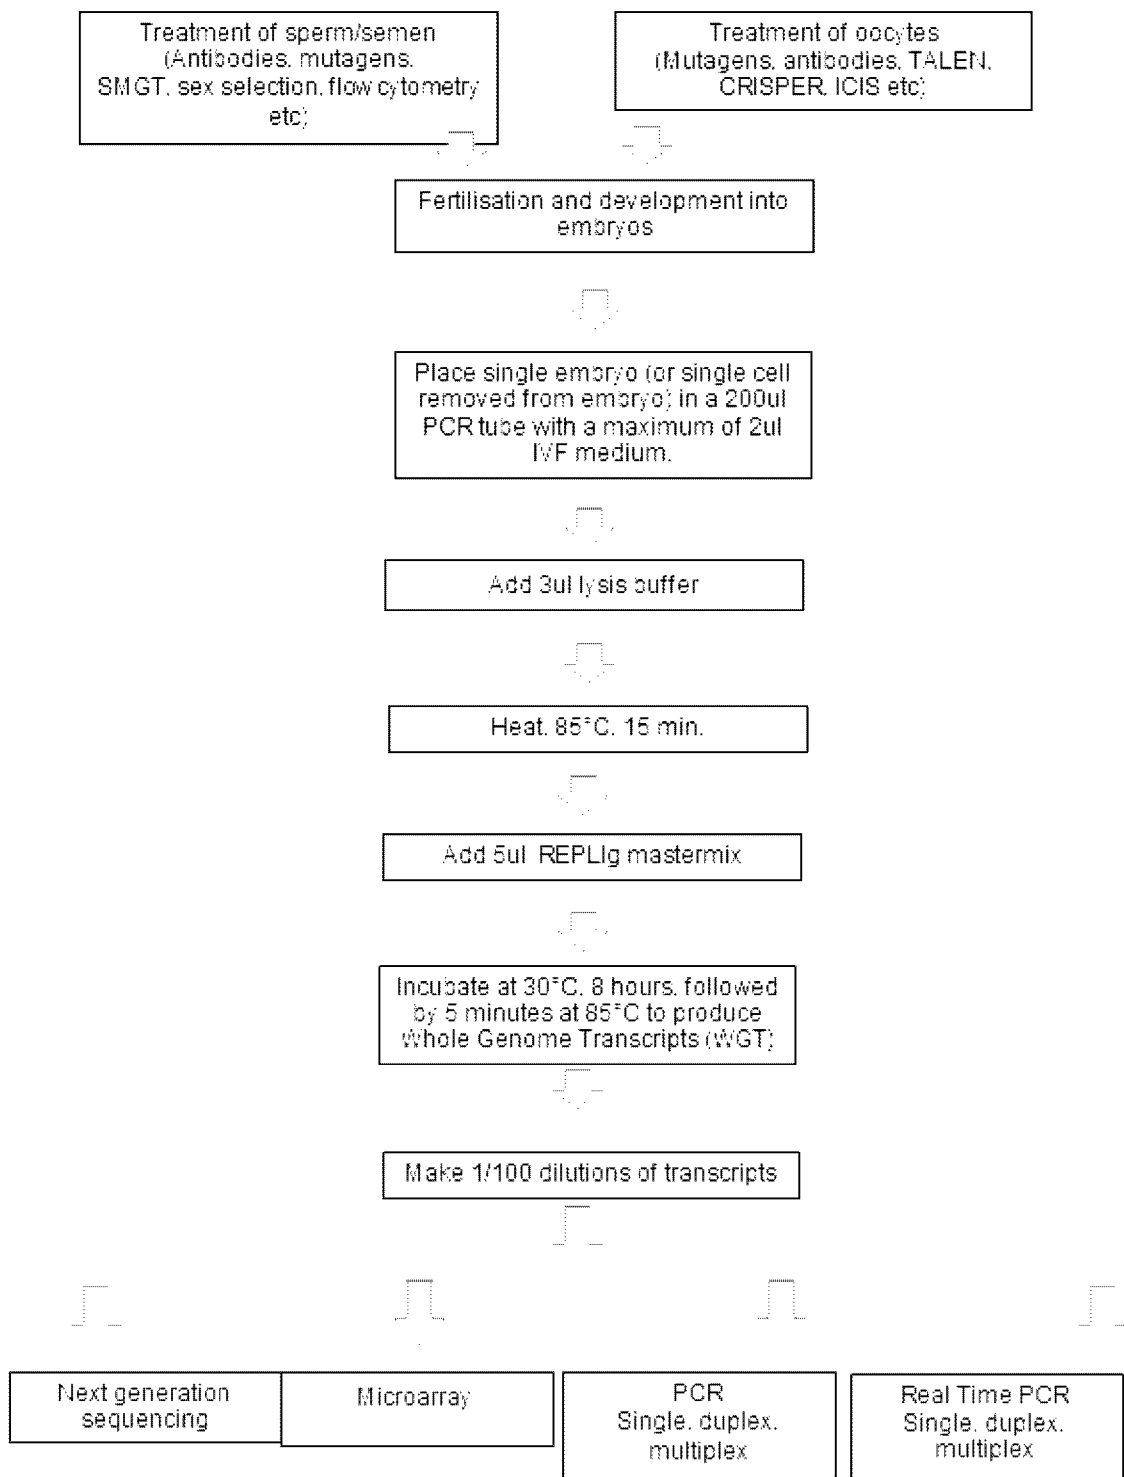 Treatment of sperm/semen
(Antibodies, mutagens,
SMGT, sex selection, flow cytometry
etc)
Treatment of oocytes
(Mutagens, antibodies, TALEN,
CRISPER, ICIS etc)
Fertilisation and development into
embryos
Place single embryo (or single cell
removed from embryo) in a 200ul
PCR tube with a maximum of 2ul
IVF medium.
Add 3ul lysis buffer
Heat, 85°C, 15 min.
Add 5ul REPLIg mastermix
Incubate at 30°C, 8 hours, followed
by 5 minutes at 85°C to produce
Whole Genome Transcripts (WGT)
Make 1/100 dilutions of transcripts
Next generation
sequencing
Microarray
PCR
Single, duplex,
multiplex
Real Time PCR
Single, duplex,
multiplex